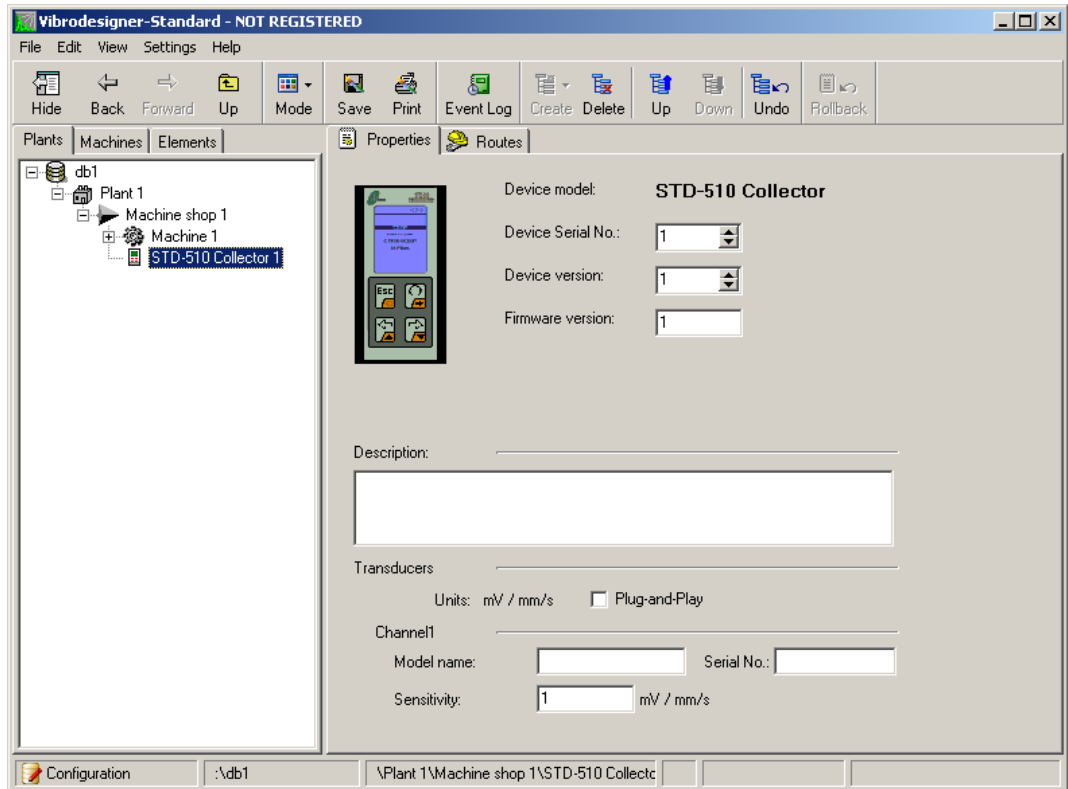 Vibrodesigner-Standard - NOT REGISTERED
File Edit View Settings Help
Hide Back Forward Up Mode Save Print Event Log Create Delete Up Down Undo Rollback
Plants Machines Elements
Properties Routes
db1
Plant 1
Machine shop 1
Machine 1
STD-510 Collector 1
Device model: STD-510 Collector
Device Serial No.: 1
Device version: 1
Firmware version: 1
Esc
Description:
Transducers
Units: mV / mm/s Plug-and-Play
Channel1
Model name: Serial No.:
Sensitivity: 1 mV / mm/s
Configuration :\db1 \Plant 1\Machine shop 1\STD-510 Collectc